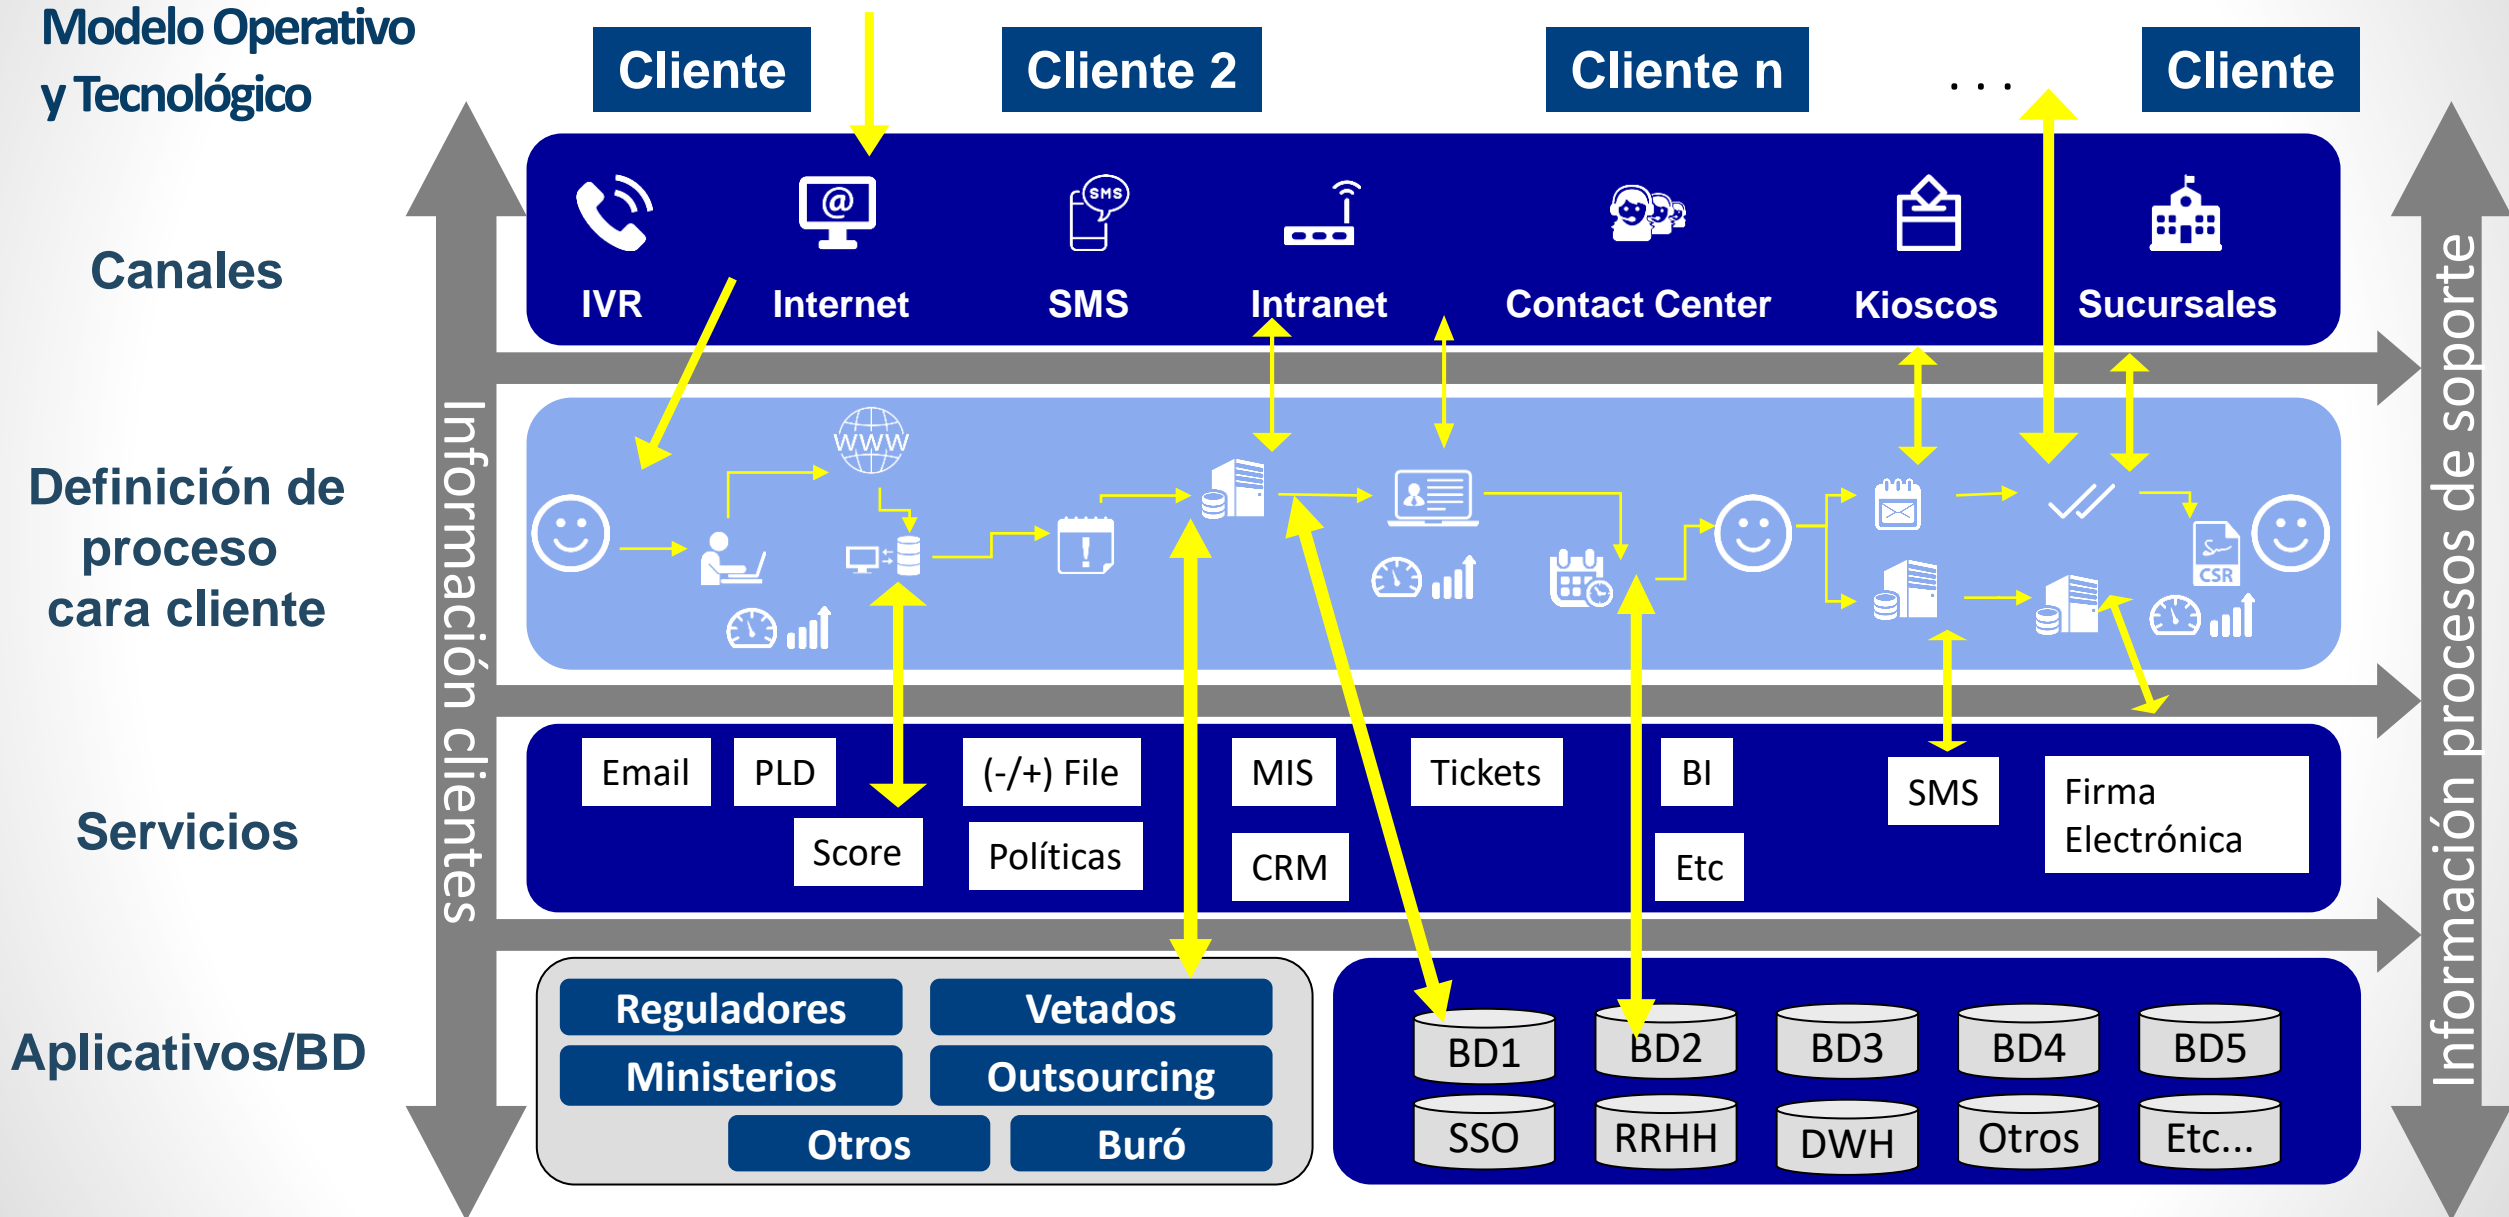 Modelo Operativo
y Tecnológico
Cliente
Cliente 2
Cliente n
. . .
Cliente
Canales
@
SMS
IVR
Internet
SMS
Intranet
Contact Center
Kioscos
Sucursales
Información clientes
Información procesos de soporte
Definición de
proceso
cara cliente
WWW
!
CSR
Servicios
Email
PLD
(-/+) File
MIS
Tickets
BI
SMS
Firma
Electrónica
Score
Políticas
CRM
Etc
Aplicativos/BD
Reguladores
Vetados
Ministerios
Outsourcing
Otros
Buró
BD1
BD2
BD3
BD4
BD5
SSO
RRHH
DWH
Otros
Etc...